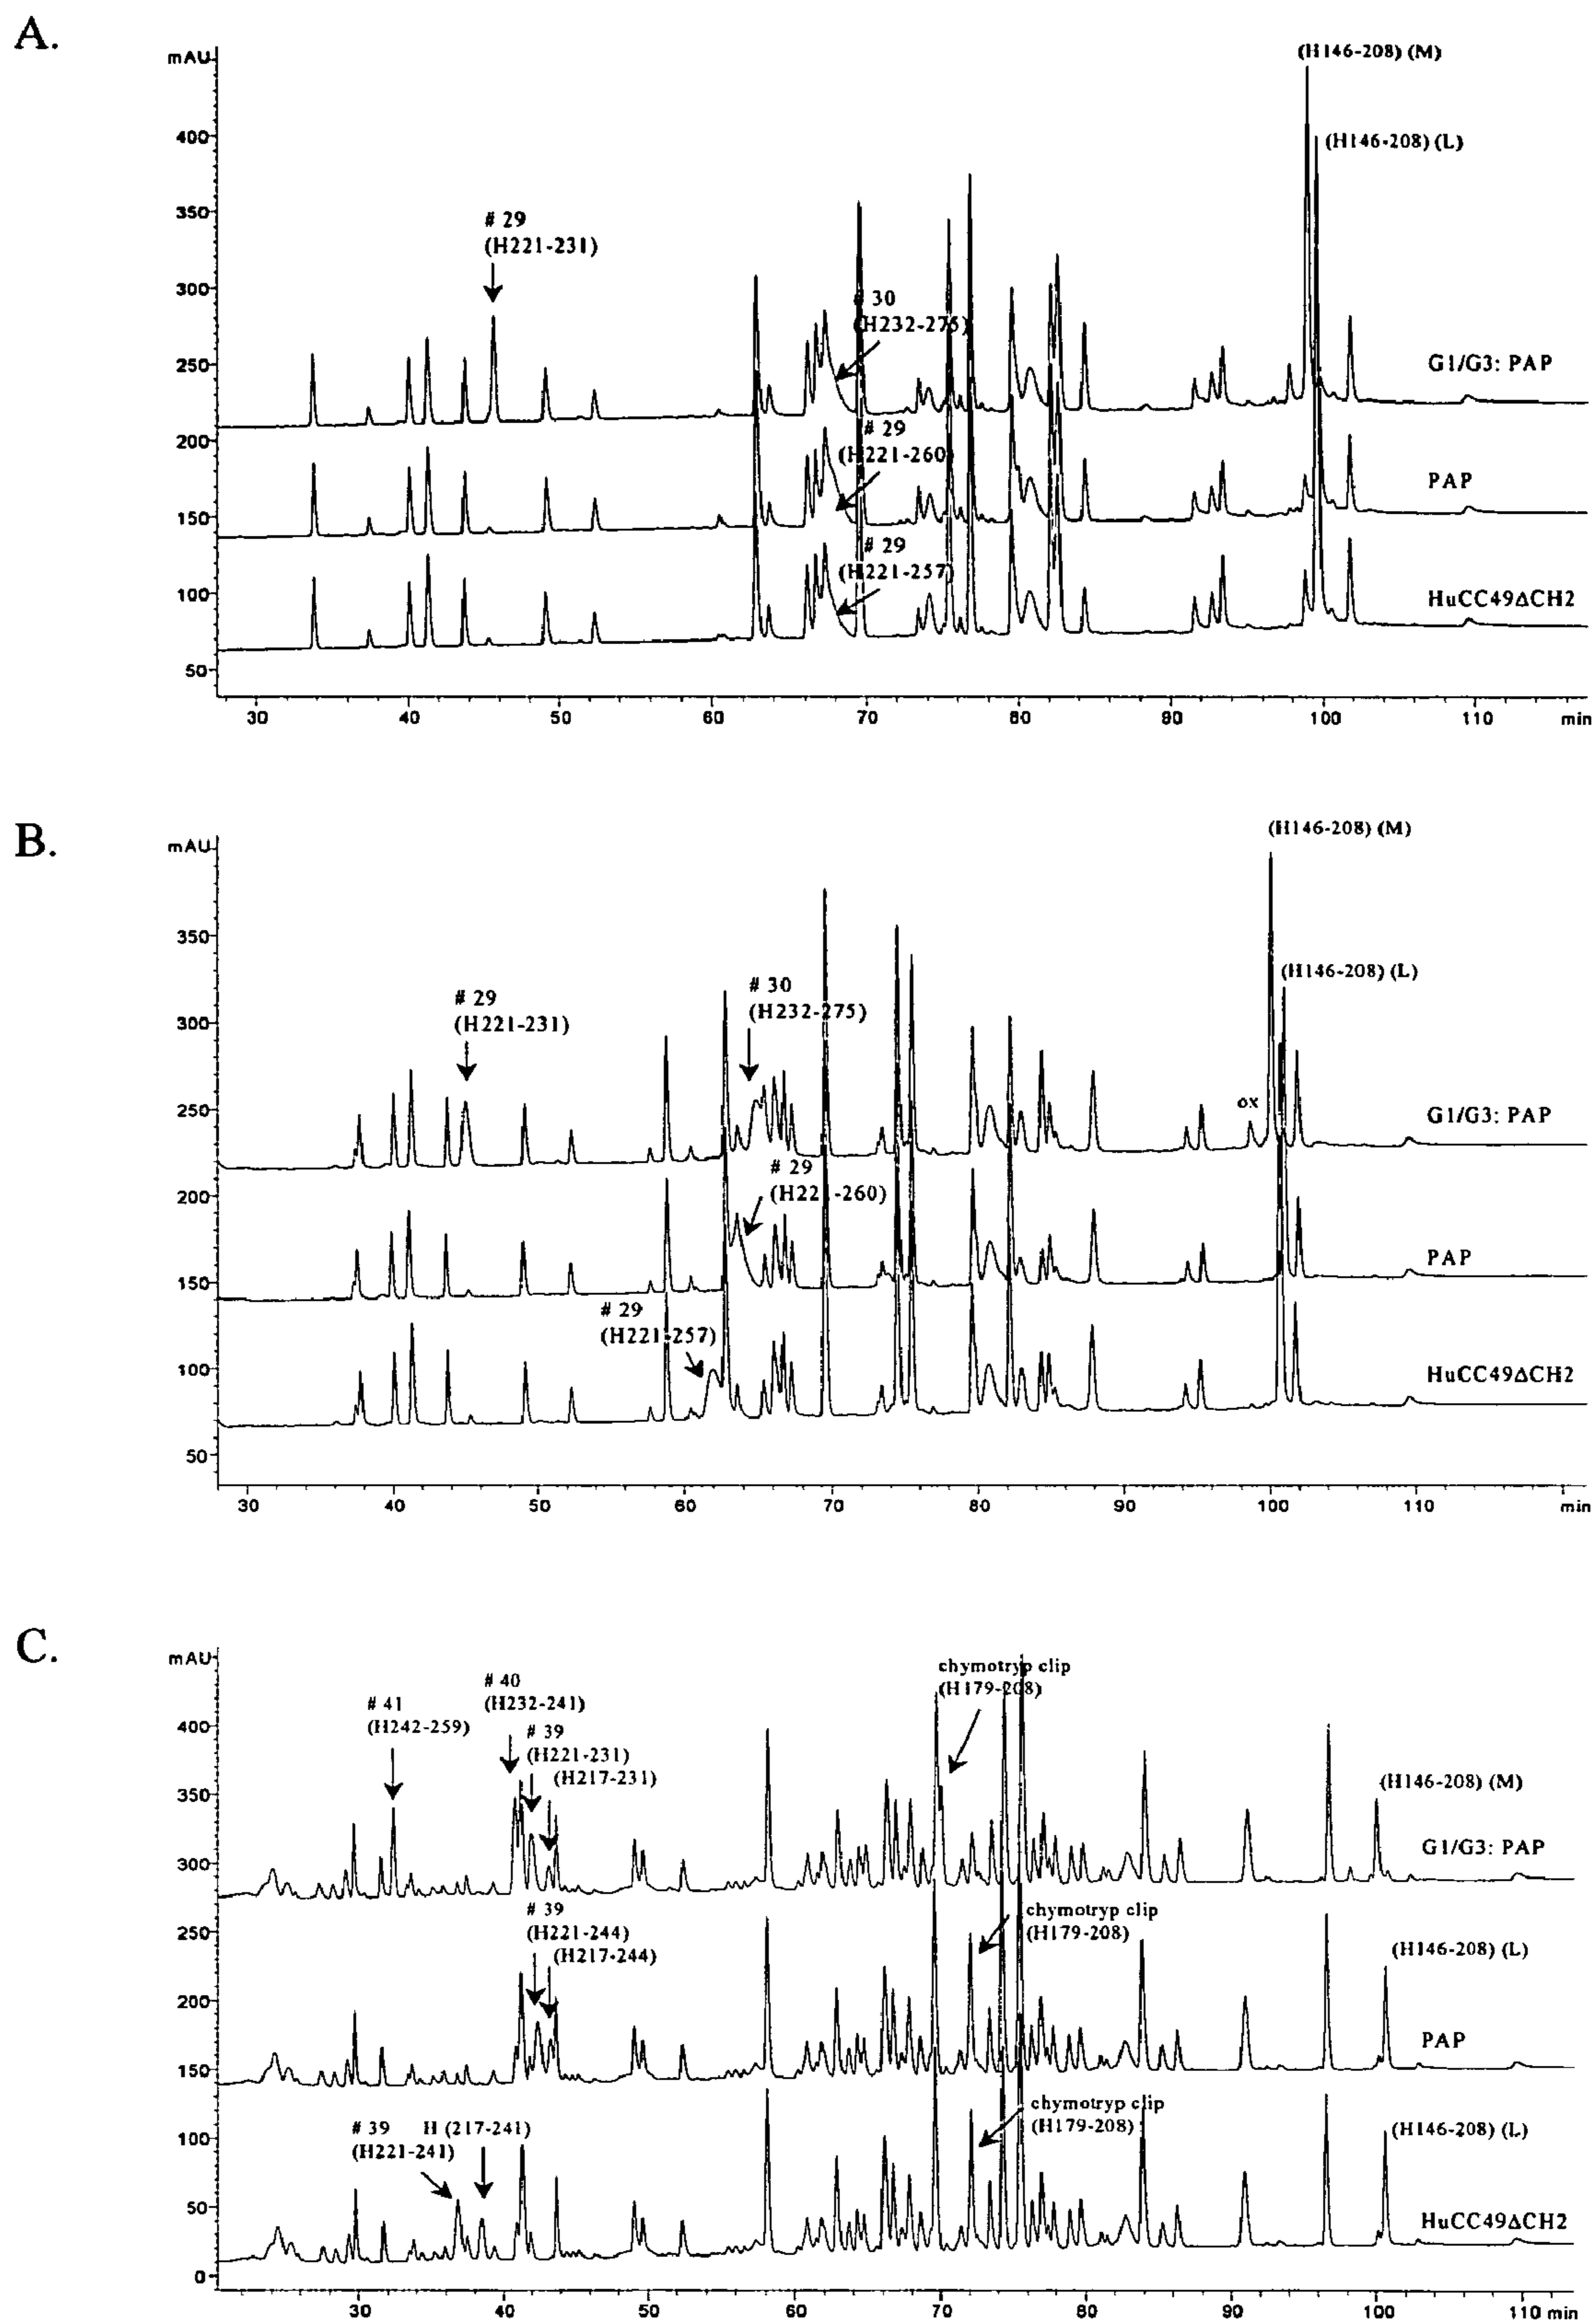 A.
mAU
(H146-208) (M)
400
(H146-208) (L)
350
# 29
(H221-231)
300
# 30
(H232-275)
250
G1/G3: PAP
200
# 29
(H221-260)
PAP
150
# 29
(H221-257)
100
HuCC49ΔCH2
50
30 40 50 60 70 80 90 100 110 min
B.
mAU
(H146-208) (M)
350
(H146-208) (L)
# 30
(H232-275)
# 29
(H221-231)
300
250
ox
G1/G3: PAP
200
# 29
(H221-260)
PAP
150
# 29
(H221-257)
100
HuCC49ΔCH2
50
30 40 50 60 70 80 90 100 110 min
C.
mAU
chymotryp clip
(H179-208)
# 40
(H232-241)
# 41
(H242-259)
400
# 39
(H221-231)
(H217-231)
350
(H146-208) (M)
300
G1/G3: PAP
# 39
(H221-244)
(H217-244)
chymotryp clip
(H179-208)
250
(H146-208) (L)
200
PAP
150
chymotryp clip
(H179-208)
# 39 H (217-241)
(H221-241)
100
(H146-208) (L)
50
HuCC49ΔCH2
0
30 40 50 60 70 80 90 100 110 min